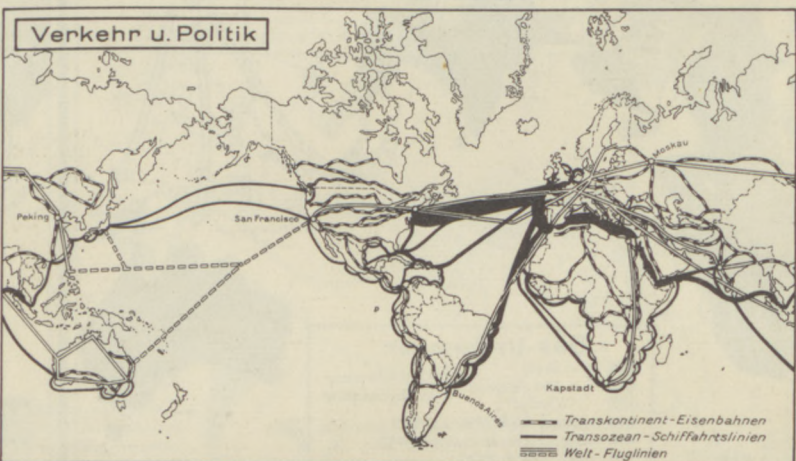 Verkehr u. Politik
Moskau
Peking
San Francisco
Kapstadt
Buenos Aires
Transkontinent-Eisenbahnen
Transozean-Schiffahrtslinien
Welt-Fluglinien